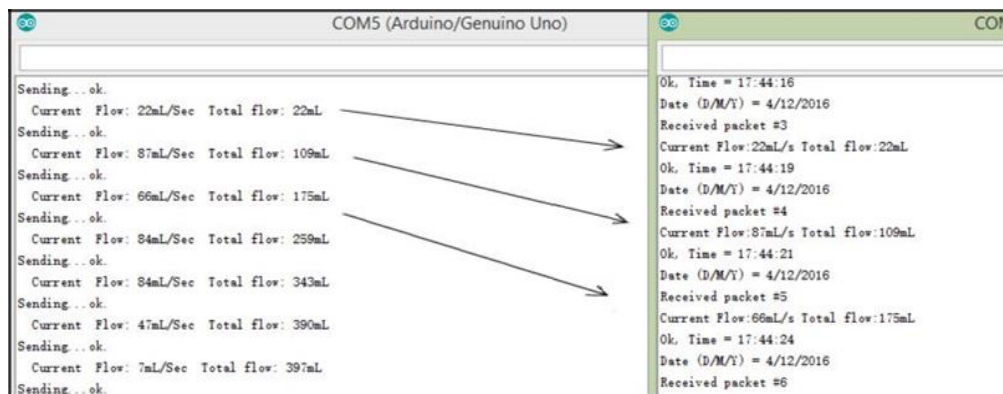 COM5 (Arduino/Genuino Uno)
Sending...ok.
Current Flow: 22mL/Sec Total flow: 22mL
Sending...ok.
Current Flow: 87mL/Sec Total flow: 109mL
Sending...ok.
Current Flow: 66mL/Sec Total flow: 175mL
Sending...ok.
Current Flow: 84mL/Sec Total flow: 259mL
Sending...ok.
Current Flow: 84mL/Sec Total flow: 343mL
Sending...ok.
Current Flow: 47mL/Sec Total flow: 390mL
Sending...ok.
Current Flow: 7mL/Sec Total flow: 397mL
Sending...ok.
COM
Ok, Time = 17:44:16
Date (D/M/Y) = 4/12/2016
Received packet #3
Current Flow:22mL/s Total flow:22mL
Ok, Time = 17:44:19
Date (D/M/Y) = 4/12/2016
Received packet #4
Current Flow:87mL/s Total flow:109mL
Ok, Time = 17:44:21
Date (D/M/Y) = 4/12/2016
Received packet #5
Current Flow:66mL/s Total flow:175mL
Ok, Time = 17:44:24
Date (D/M/Y) = 4/12/2016
Received packet #6